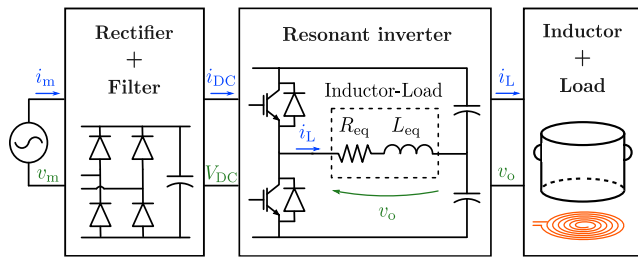 Rectifier
+
Filter
Resonant inverter
Inductor
+
Load
i_m
v_m
i_DC
V_DC
Inductor-Load
R_eq L_eq
i_L
v_o
i_L
v_o